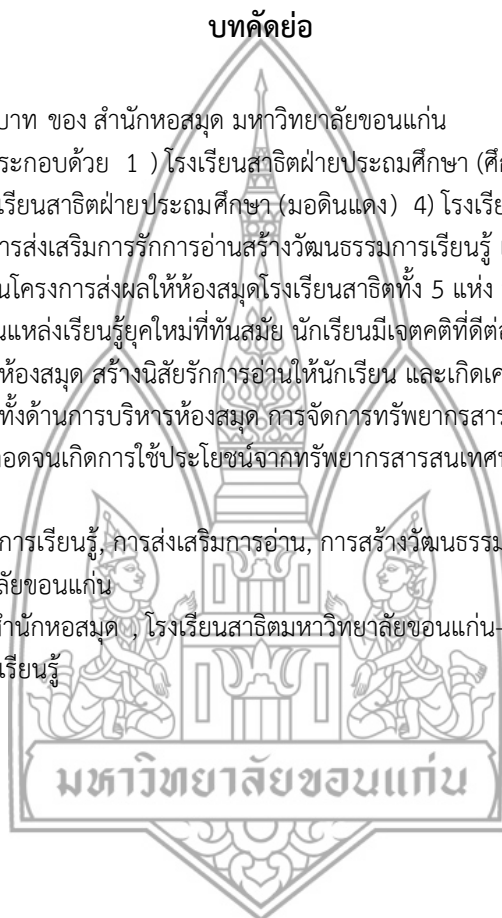 บทคัดย่อ
บาท ของ สำนักหอสมุด มหาวิทยาลัยขอนแก่น
ประกอบด้วย 1 ) โรงเรียนสาธิตฝ่ายประถมศึกษา (ศึก
เรียนสาธิตฝ่ายประถมศึกษา (มอดินแดง) 4) โรงเรีย
การส่งเสริมการรักการอ่านสร้างวัฒนธรรมการเรียนรู้
นโครงการส่งผลให้ห้องสมุดโรงเรียนสาธิตทั้ง 5 แห่ง
นแหล่งเรียนรู้ยุคใหม่ที่ทันสมัย นักเรียนมีเจตคติที่ดีต่อ
ห้องสมุด สร้างนิสัยรักการอ่านให้นักเรียน และเกิดเค
ทั้งด้านการบริหารห้องสมุด การจัดการทรัพยากรสาร
ลอดจนเกิดการใช้ประโยชน์จากทรัพยากรสารสนเทศ
การเรียนรู้, การส่งเสริมการอ่าน, การสร้างวัฒนธรรม
ลัยขอนแก่น
สำนักหอสมุด , โรงเรียนสาธิตมหาวิทยาลัยขอนแก่น-
เรียนรู้
มหาวิทยาลัยขอนแก่น